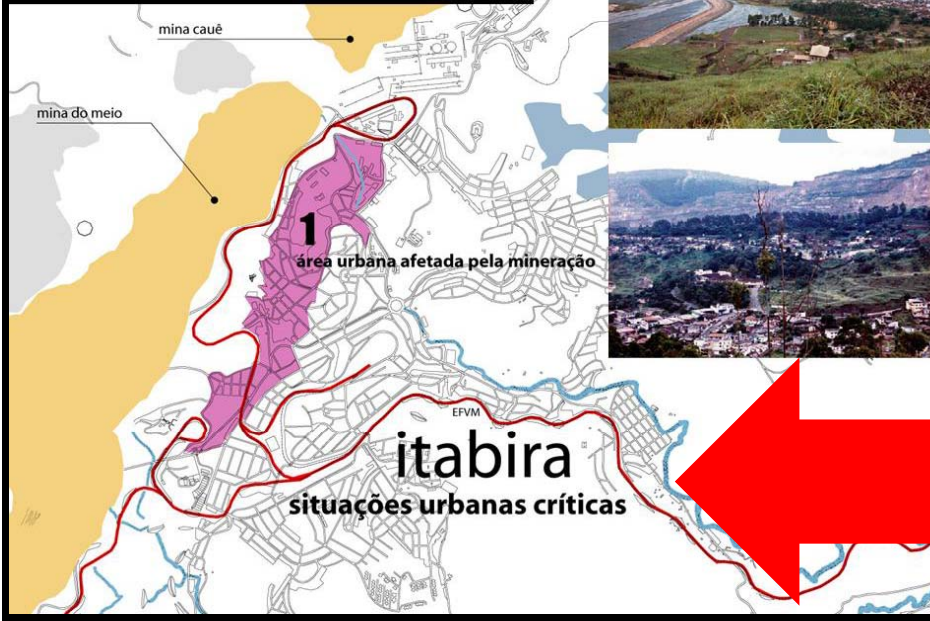 mina cauê
mina do meio
1
área urbana afetada pela mineração
EFVM
itabira
situações urbanas críticas